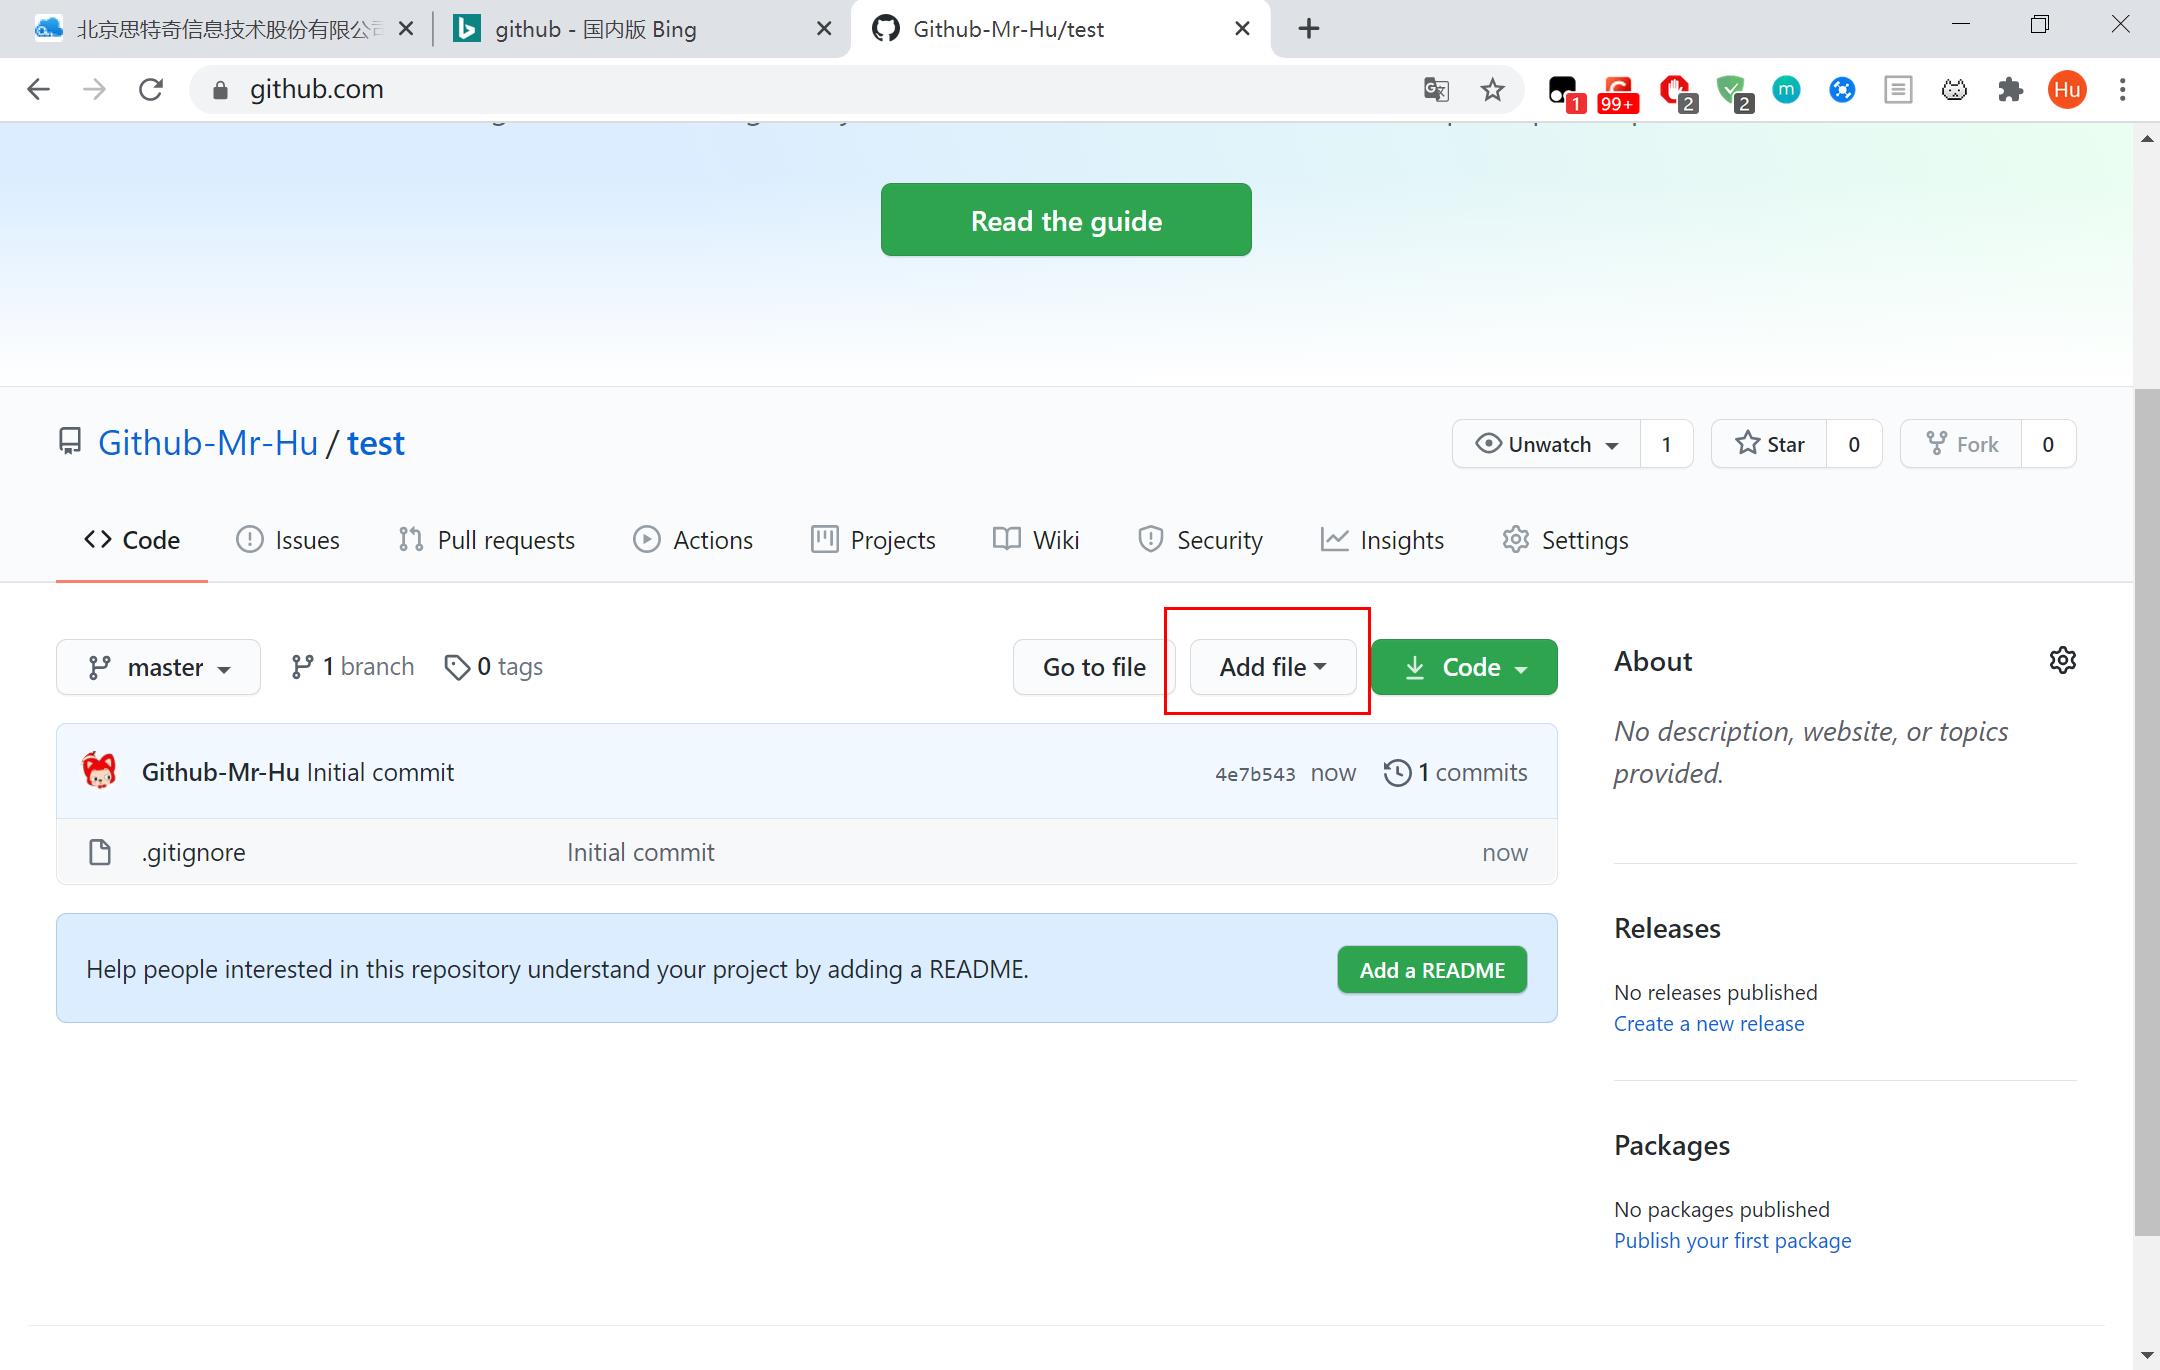 北京思特奇信息技术股份有限公司
github - 国内版 Bing
Github-Mr-Hu/test
github.com
1
99+
2
2
m
Hu
Read the guide
Github-Mr-Hu / test
Unwatch 1
Star 0
Fork 0
Code
Issues
Pull requests
Actions
Projects
Wiki
Security
Insights
Settings
master
1 branch
0 tags
Go to file
Add file
Code
Github-Mr-Hu Initial commit
4e7b543 now
1 commits
.gitignore
Initial commit
now
Help people interested in this repository understand your project by adding a README.
Add a README
About
No description, website, or topics
provided.
Releases
No releases published
Create a new release
Packages
No packages published
Publish your first package